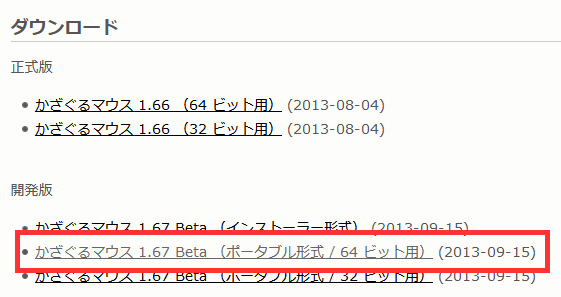 ダウンロード
正式版
かざぐるマウス 1.66 （64 ビット用） (2013-08-04)
かざぐるマウス 1.66 （32 ビット用） (2013-08-04)
開発版
かざぐるマウス 1.67 Beta （インストーラー形式） (2013-09-15)
かざぐるマウス 1.67 Beta （ポータブル形式 / 64 ビット用） (2013-09-15)
かざぐるマウス 1.67 Beta （ポータブル形式 / 32 ビット用） (2013-09-15)